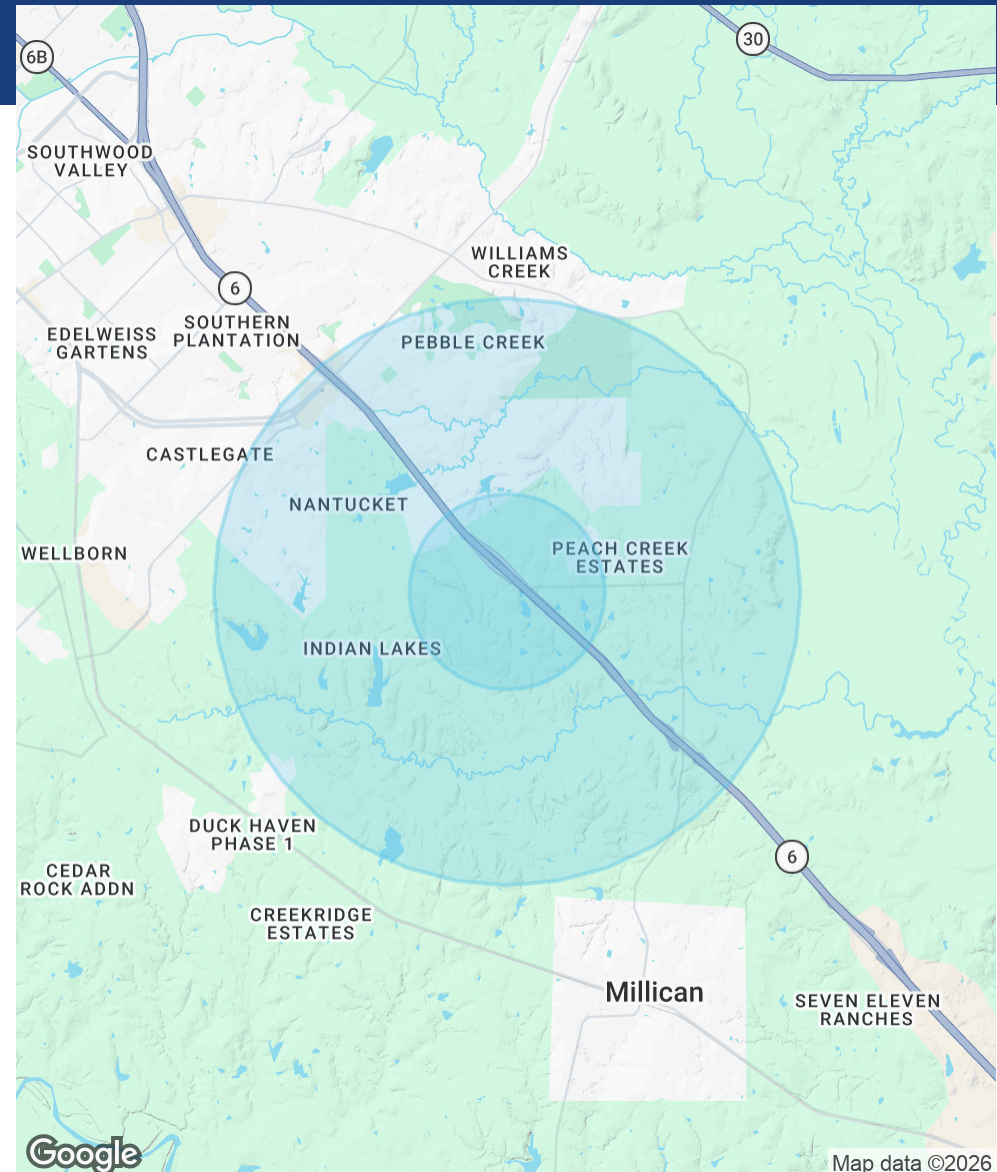 30
6B
SOUTHWOOD
VALLEY
WILLIAMS
CREEK
6
SOUTHERN
PLANTATION
EDELWEISS
GARTENS
PEBBLE CREEK
CASTLEGATE
NANTUCKET
WELLBORN
PEACH CREEK
ESTATES
INDIAN LAKES
DUCK HAVEN
PHASE 1
6
CEDAR
ROCK ADDN
CREEKRIDGE
ESTATES
Millican
SEVEN ELEVEN
RANCHES
Google
Map data ©2026